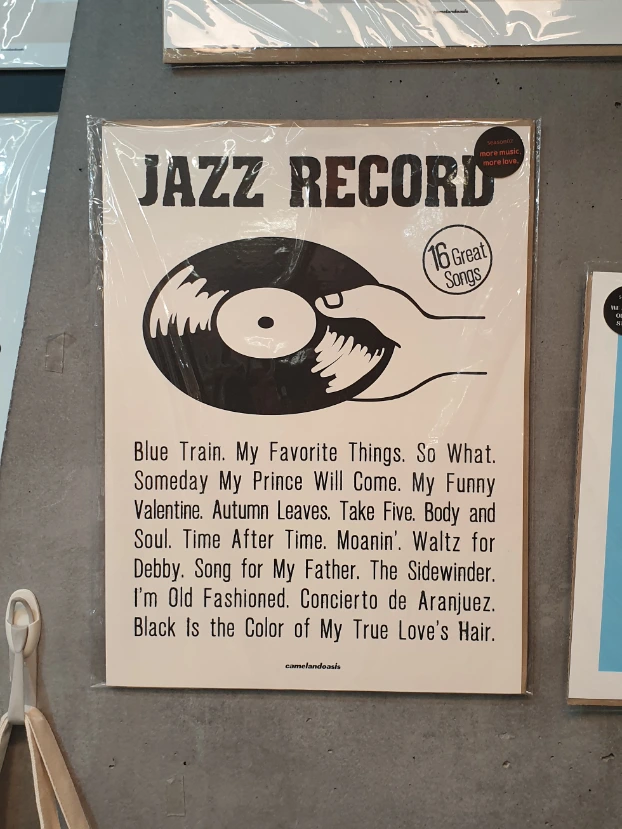 camelandoasis
more music,
more love.
JAZZ RECORD
16 Great
Songs
Blue Train. My Favorite Things. So What.
Someday My Prince Will Come. My Funny
Valentine. Autumn Leaves. Take Five. Body and
Soul. Time After Time. Moanin'. Waltz for
Debby. Song for My Father. The Sidewinder.
I'm Old Fashioned. Concierto de Aranjuez.
Black Is the Color of My True Love's Hair.
camelandoasis